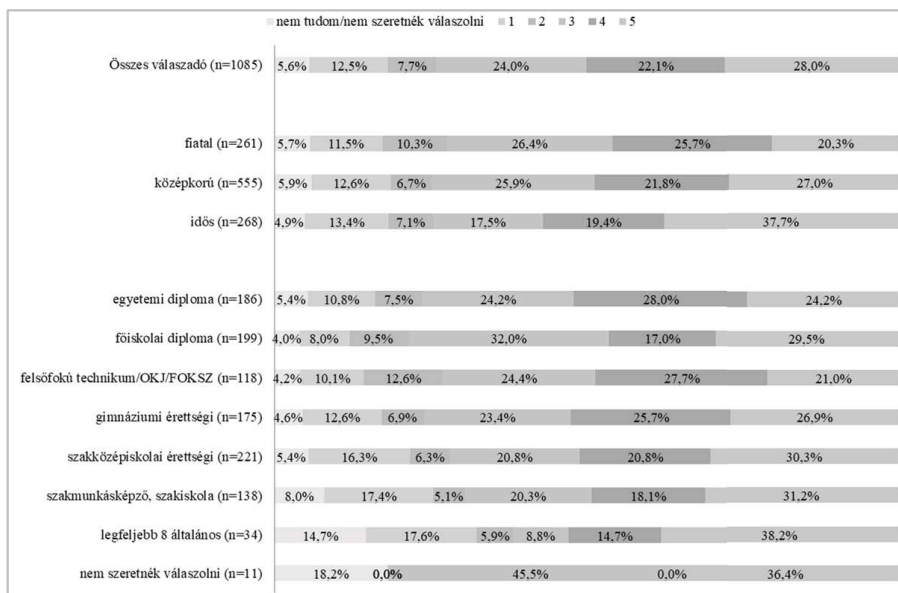 nem tudom/nem szeretnék válaszolni 1 2 3 4 5
Összes válaszadó (n=1085) 5,6% 12,5% 7,7% 24,0% 22,1% 28,0%
fiatal (n=261) 5,7% 11,5% 10,3% 26,4% 25,7% 20,3%
középkorú (n=555) 5,9% 12,6% 6,7% 25,9% 21,8% 27,0%
idős (n=268) 4,9% 13,4% 7,1% 17,5% 19,4% 37,7%
egyetemi diploma (n=186) 5,4% 10,8% 7,5% 24,2% 28,0% 24,2%
főiskolai diploma (n=199) 4,0% 8,0% 9,5% 32,0% 17,0% 29,5%
felsőfokú technikum/OKJ/FOKSZ (n=118) 4,2% 10,1% 12,6% 24,4% 27,7% 21,0%
gimnáziumi érettségi (n=175) 4,6% 12,6% 6,9% 23,4% 25,7% 26,9%
szakközépiskolai érettségi (n=221) 5,4% 16,3% 6,3% 20,8% 20,8% 30,3%
szakmunkásképző, szakiskola (n=138) 8,0% 17,4% 5,1% 20,3% 18,1% 31,2%
legfeljebb 8 általános (n=34) 14,7% 17,6% 5,9% 8,8% 14,7% 38,2%
nem szeretnék válaszolni (n=11) 18,2% 0,0% 45,5% 0,0% 36,4%